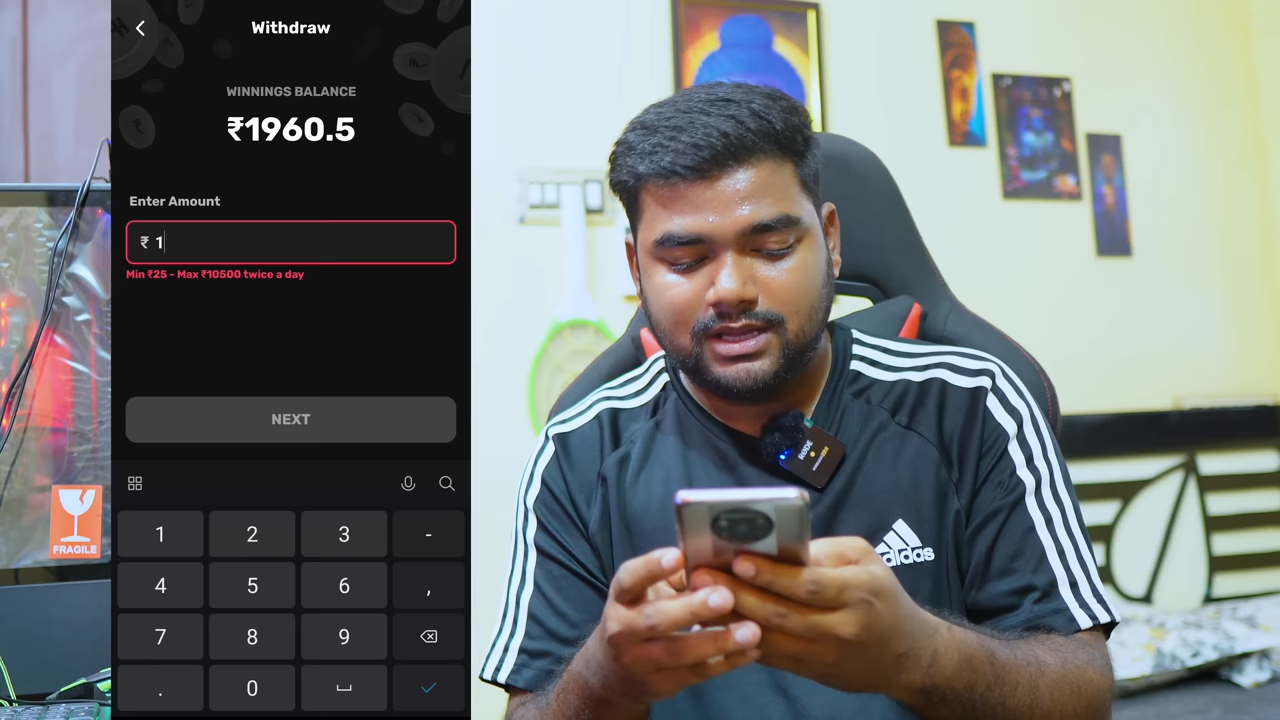 Withdraw
WINNINGS BALANCE
₹1960.5
Enter Amount
₹ 1
Min ₹25 - Max ₹10500 twice a day
NEXT
1 2 3 -
4 5 6 ,
7 8 9
. 0
FRAGILE
RØDE
adidas